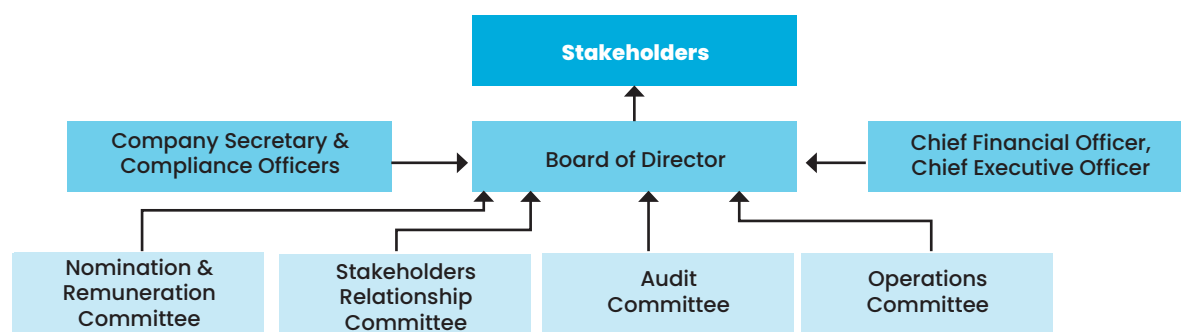 Stakeholders
Company Secretary &
Compliance Officers
Board of Director
Chief Financial Officer,
Chief Executive Officer
Nomination &
Remuneration
Committee
Stakeholders
Relationship
Committee
Audit
Committee
Operations
Committee